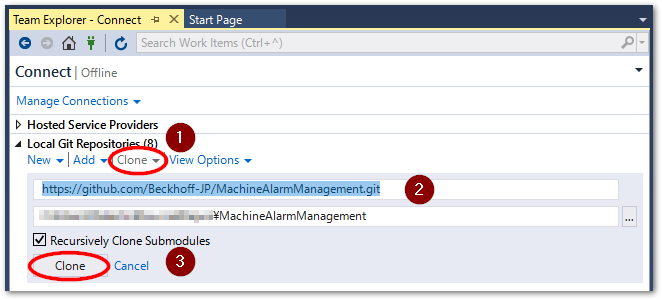 Team Explorer - Connect Start Page
Search Work Items (Ctrl+^)
Connect | Offline
Manage Connections
Hosted Service Providers
1
Local Git Repositories (8)
New | Add | Clone | View Options
https://github.com/Beckhoff-JP/MachineAlarmManagement.git 2
¥MachineAlarmManagement ...
Recursively Clone Submodules
Clone Cancel 3